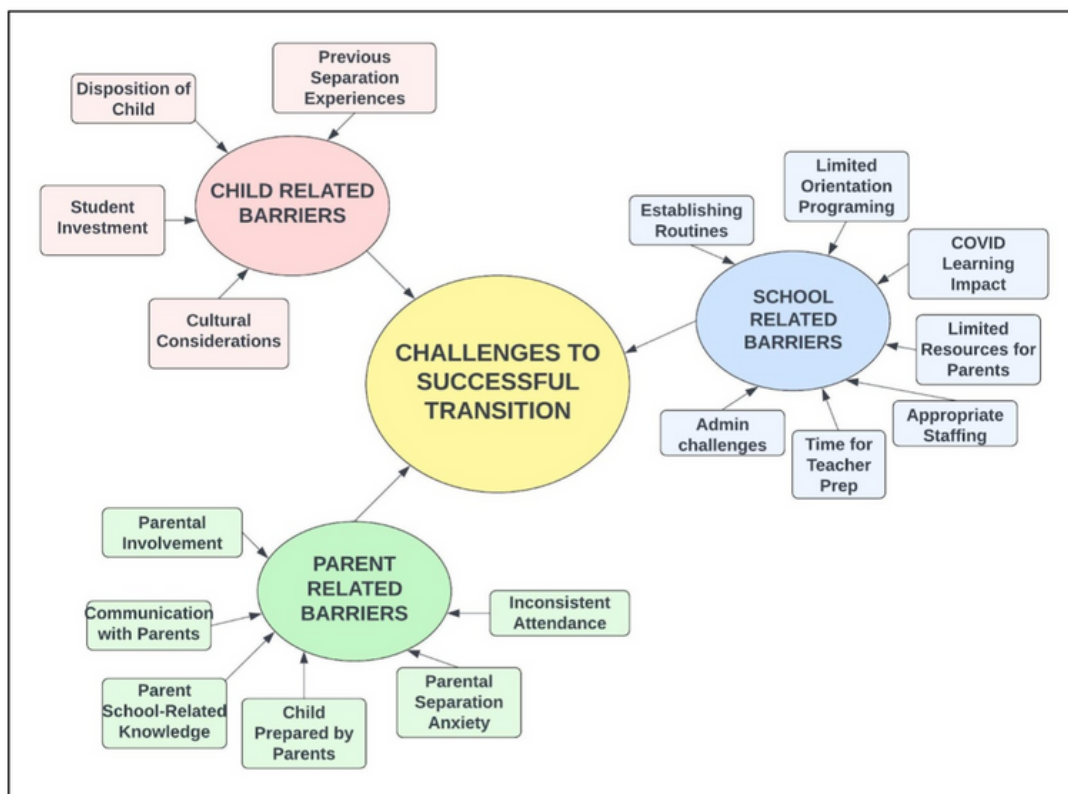 Previous
Separation
Experiences
Disposition of
Child
CHILD RELATED
BARRIERS
Student
Investment
Cultural
Considerations
Limited
Orientation
Programing
Establishing
Routines
COVID
Learning
Impact
SCHOOL
RELATED
BARRIERS
Limited
Resources for
Parents
Appropriate
Staffing
Admin
challenges
Time for
Teacher
Prep
CHALLENGES TO
SUCCESSFUL
TRANSITION
Parental
Involvement
PARENT
RELATED
BARRIERS
Communication
with Parents
Inconsistent
Attendance
Parent
School-Related
Knowledge
Child
Prepared by
Parents
Parental
Separation
Anxiety